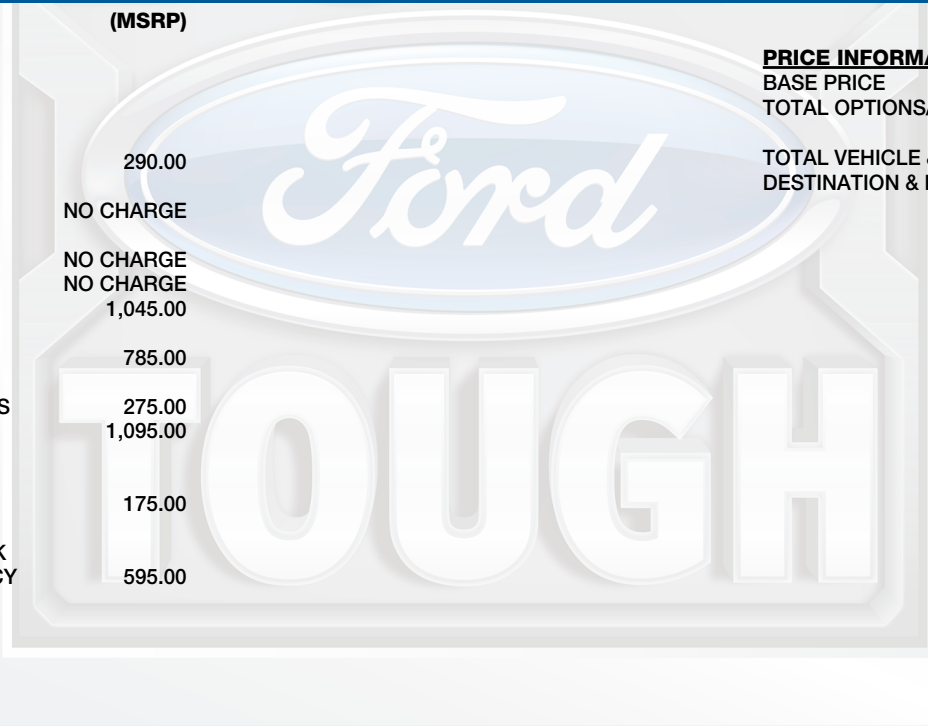 (MSRP)
290.00
NO CHARGE
NO CHARGE
NO CHARGE
1,045.00
785.00
S 275.00
1,095.00
175.00
K
CY 595.00
PRICE INFORMA
BASE PRICE
TOTAL OPTIONS
TOTAL VEHICLE &
DESTINATION &
Ford
TOUGH